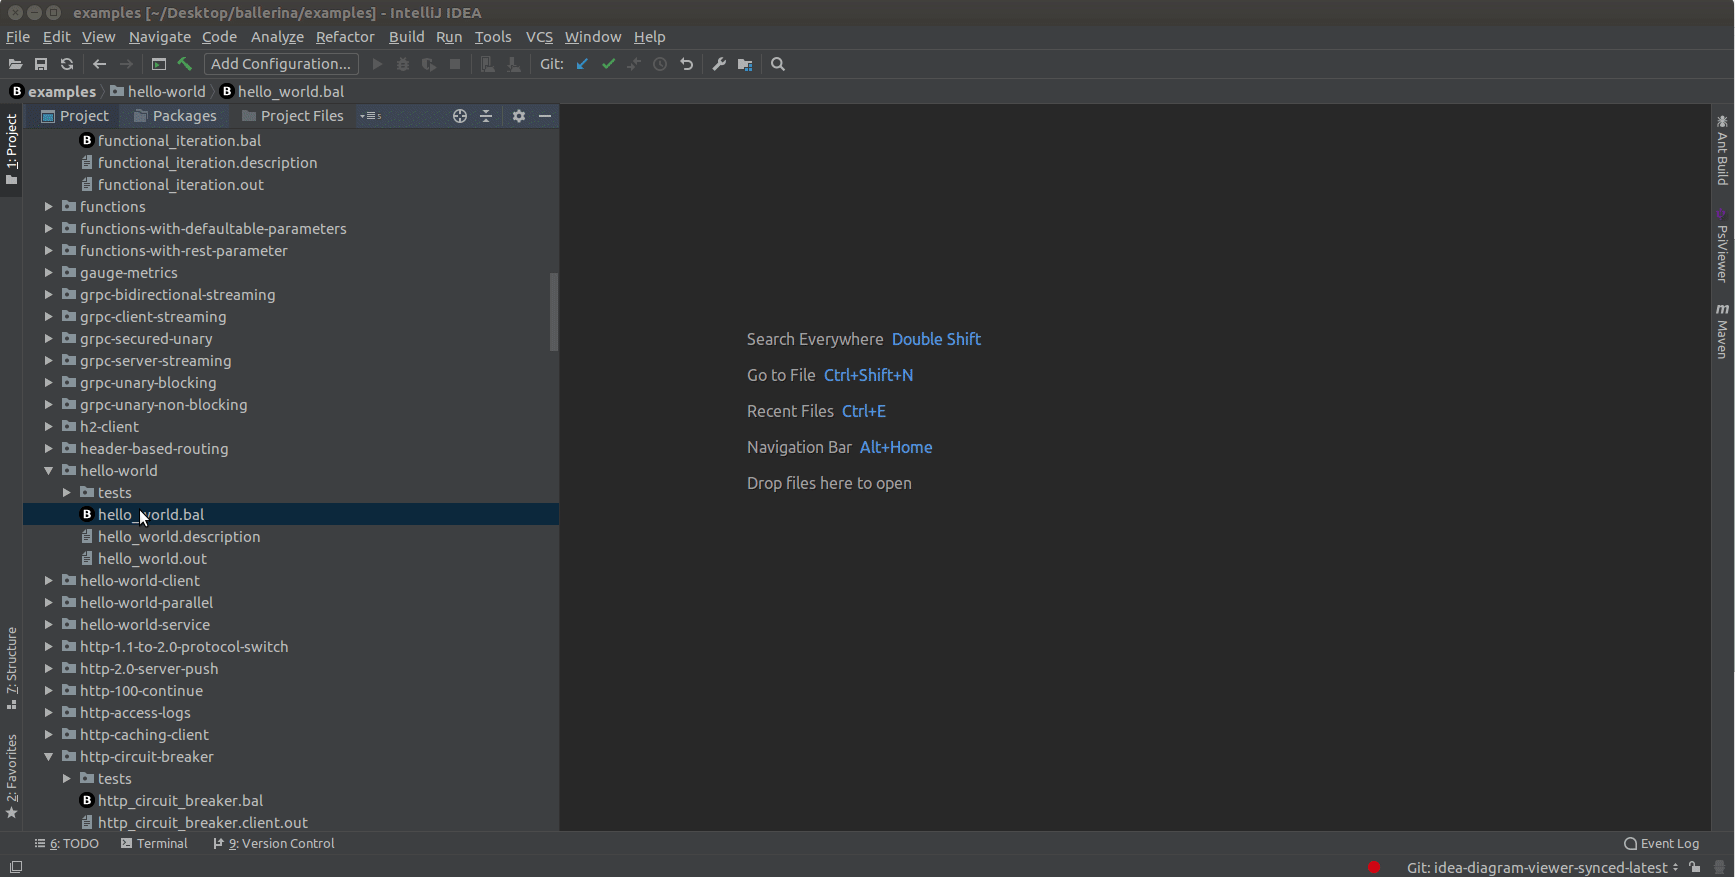 examples [~/Desktop/ballerina/examples] - IntelliJ IDEA
File Edit View Navigate Code Analyze Refactor Build Run Tools VCS Window Help
Add Configuration... Git:
B examples hello-world B hello_world.bal
1: Project
Project Packages Project Files
B functional_iteration.bal
functional_iteration.description
functional_iteration.out
functions
functions-with-defaultable-parameters
functions-with-rest-parameter
gauge-metrics
grpc-bidirectional-streaming
grpc-client-streaming
grpc-secured-unary
grpc-server-streaming
grpc-unary-blocking
grpc-unary-non-blocking
h2-client
header-based-routing
hello-world
tests
B hello_world.bal
hello_world.description
hello_world.out
hello-world-client
hello-world-parallel
hello-world-service
http-1.1-to-2.0-protocol-switch
http-2.0-server-push
http-100-continue
http-access-logs
http-caching-client
http-circuit-breaker
tests
B http_circuit_breaker.bal
http_circuit_breaker.client.out
7: Structure
2: Favorites
Search Everywhere Double Shift
Go to File Ctrl+Shift+N
Recent Files Ctrl+E
Navigation Bar Alt+Home
Drop files here to open
Ant Build
PsiViewer
m Maven
6: TODO Terminal 9: Version Control Event Log
Git: idea-diagram-viewer-synced-latest